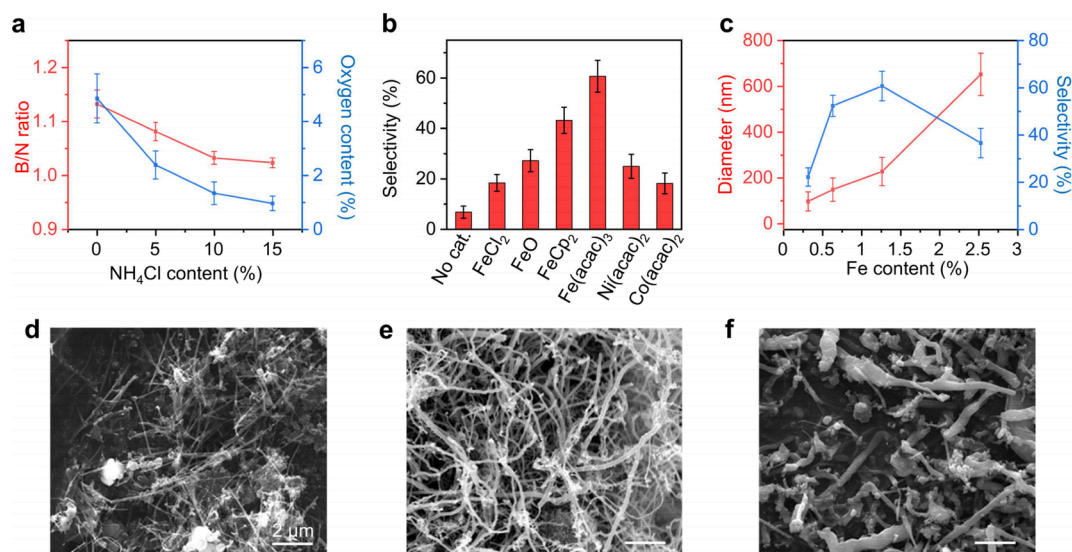 a
1.2
1.1
1.0
0.9
B/N ratio
6
4
2
0
Oxygen content (%)
0 5 10 15
NH₄Cl content (%)
b
60
40
20
0
Selectivity (%)
No cat.
FeCl₂
FeO
FeCp₂
Fe(acac)₃
Ni(acac)₂
Co(acac)₂
c
800
600
400
200
0
Diameter (nm)
80
60
40
20
0
Selectivity (%)
0 0.5 1 1.5 2 2.5 3
Fe content (%)
d
2 µm
e
f